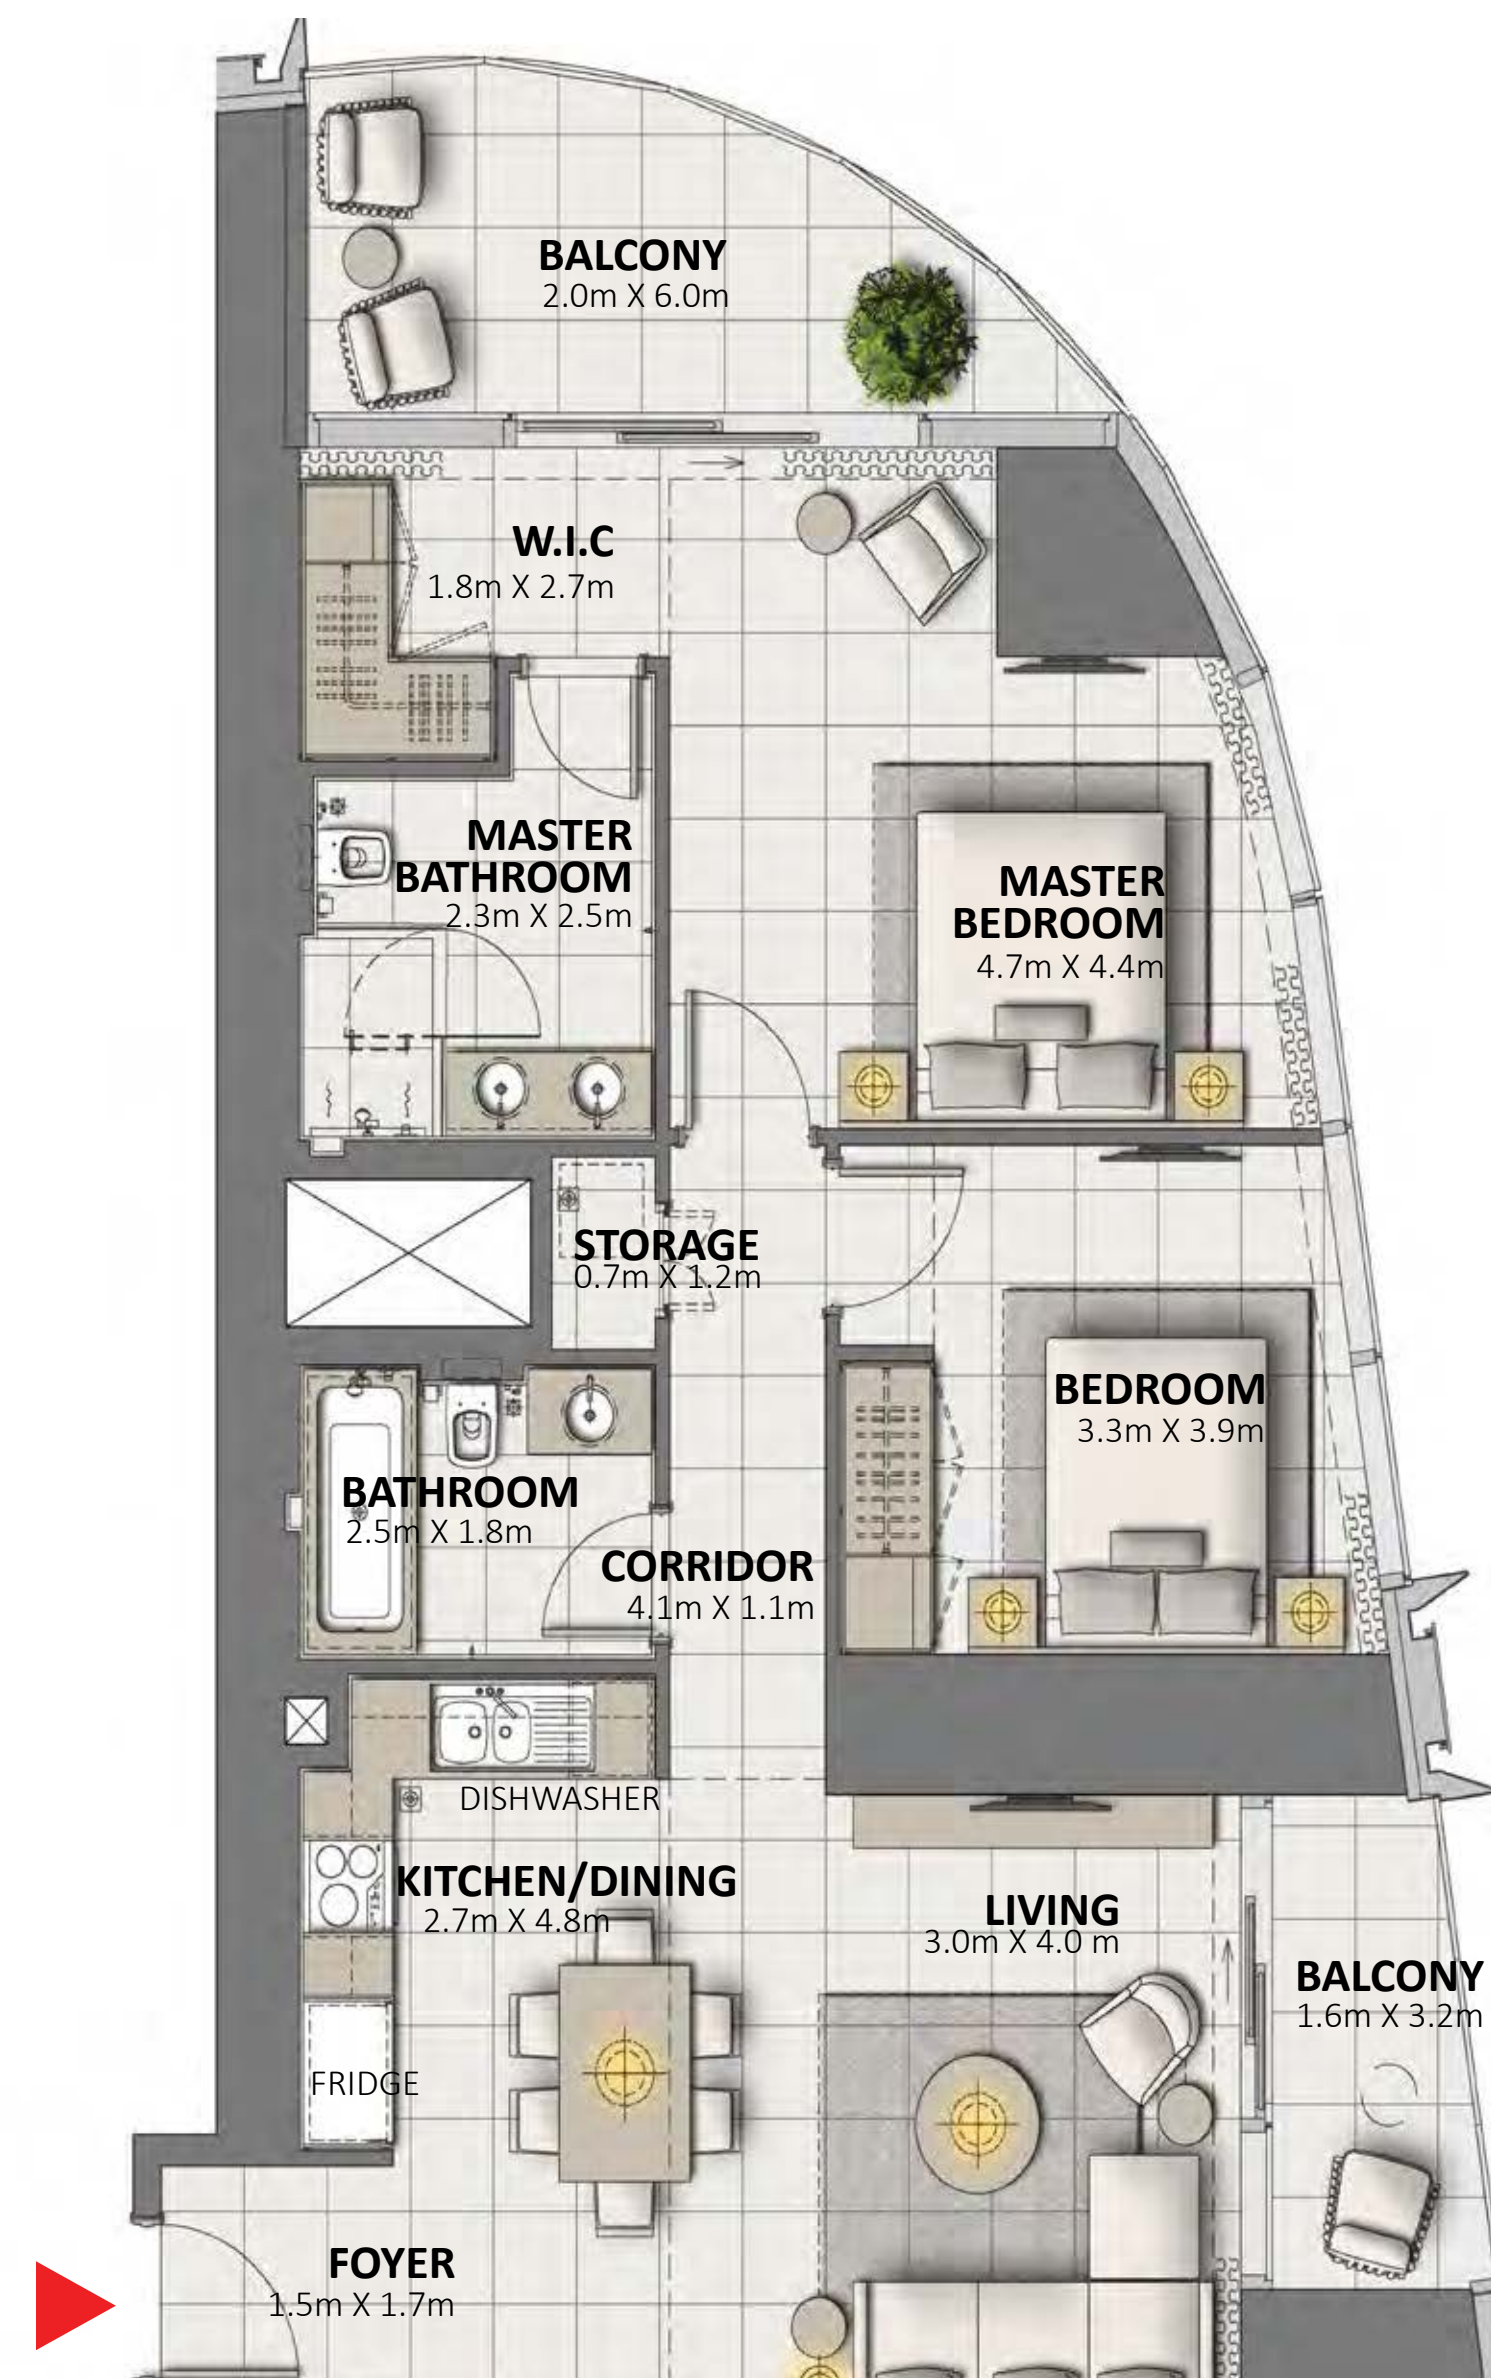 BALCONY
2.0m X 6.0m
W.I.C
1.8m X 2.7m
MASTER
BATHROOM
2.3m X 2.5m
MASTER
BEDROOM
4.7m X 4.4m
STORAGE
0.7m X 1.2m
BEDROOM
3.3m X 3.9m
BATHROOM
2.5m X 1.8m
CORRIDOR
4.1m X 1.1m
DISHWASHER
KITCHEN/DINING
2.7m X 4.8m
LIVING
3.0m X 4.0 m
BALCONY
1.6m X 3.2m
FRIDGE
FOYER
1.5m X 1.7m